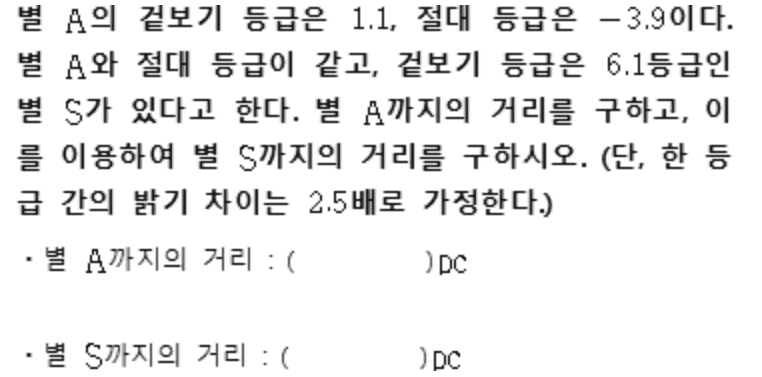 별 A의 겉보기 등급은 1.1, 절대 등급은 −3.9이다.
별 A와 절대 등급이 같고, 겉보기 등급은 6.1등급인
별 S가 있다고 한다. 별 A까지의 거리를 구하고, 이
를 이용하여 별 S까지의 거리를 구하시오. (단, 한 등
급 간의 밝기 차이는 2.5배로 가정한다.)
· 별 A까지의 거리 : ( )pc
· 별 S까지의 거리 : ( )pc